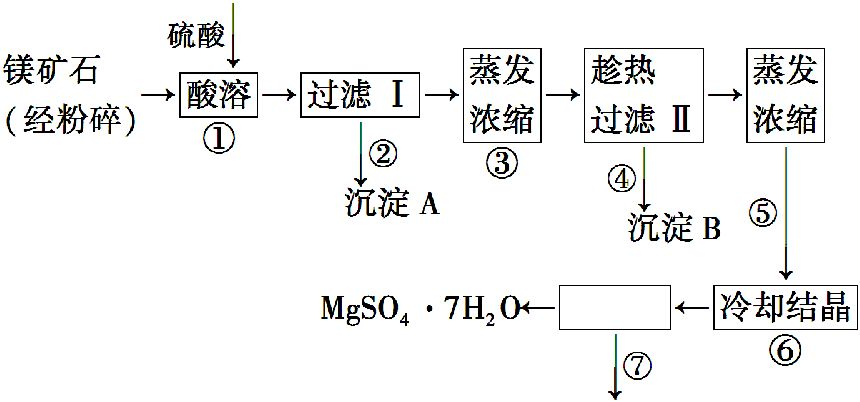 硫酸
镁矿石
(经粉碎)
酸溶
①
过滤 Ⅰ
②
沉淀 A
蒸发
浓缩
③
趁热
过滤 Ⅱ
④
沉淀 B
蒸发
浓缩
⑤
MgSO₄·7H₂O
冷却结晶
⑥
⑦